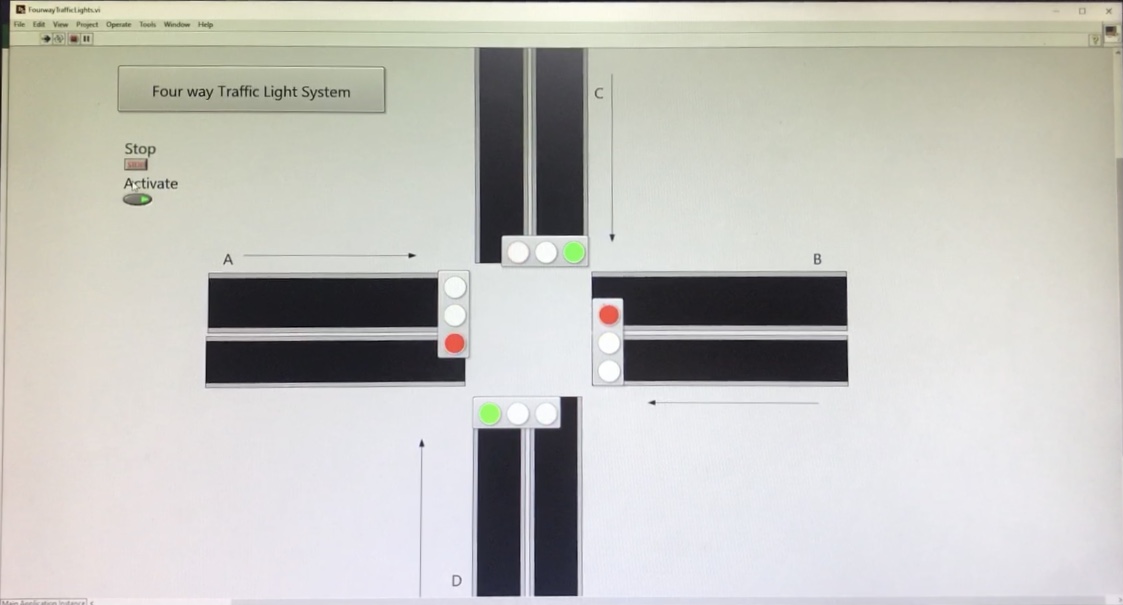 FourwayTrafficLights.vi
File Edit View Project Operate Tools Window Help
Four way Traffic Light System
Stop
Activate
C
A
B
D
Main Application Instance